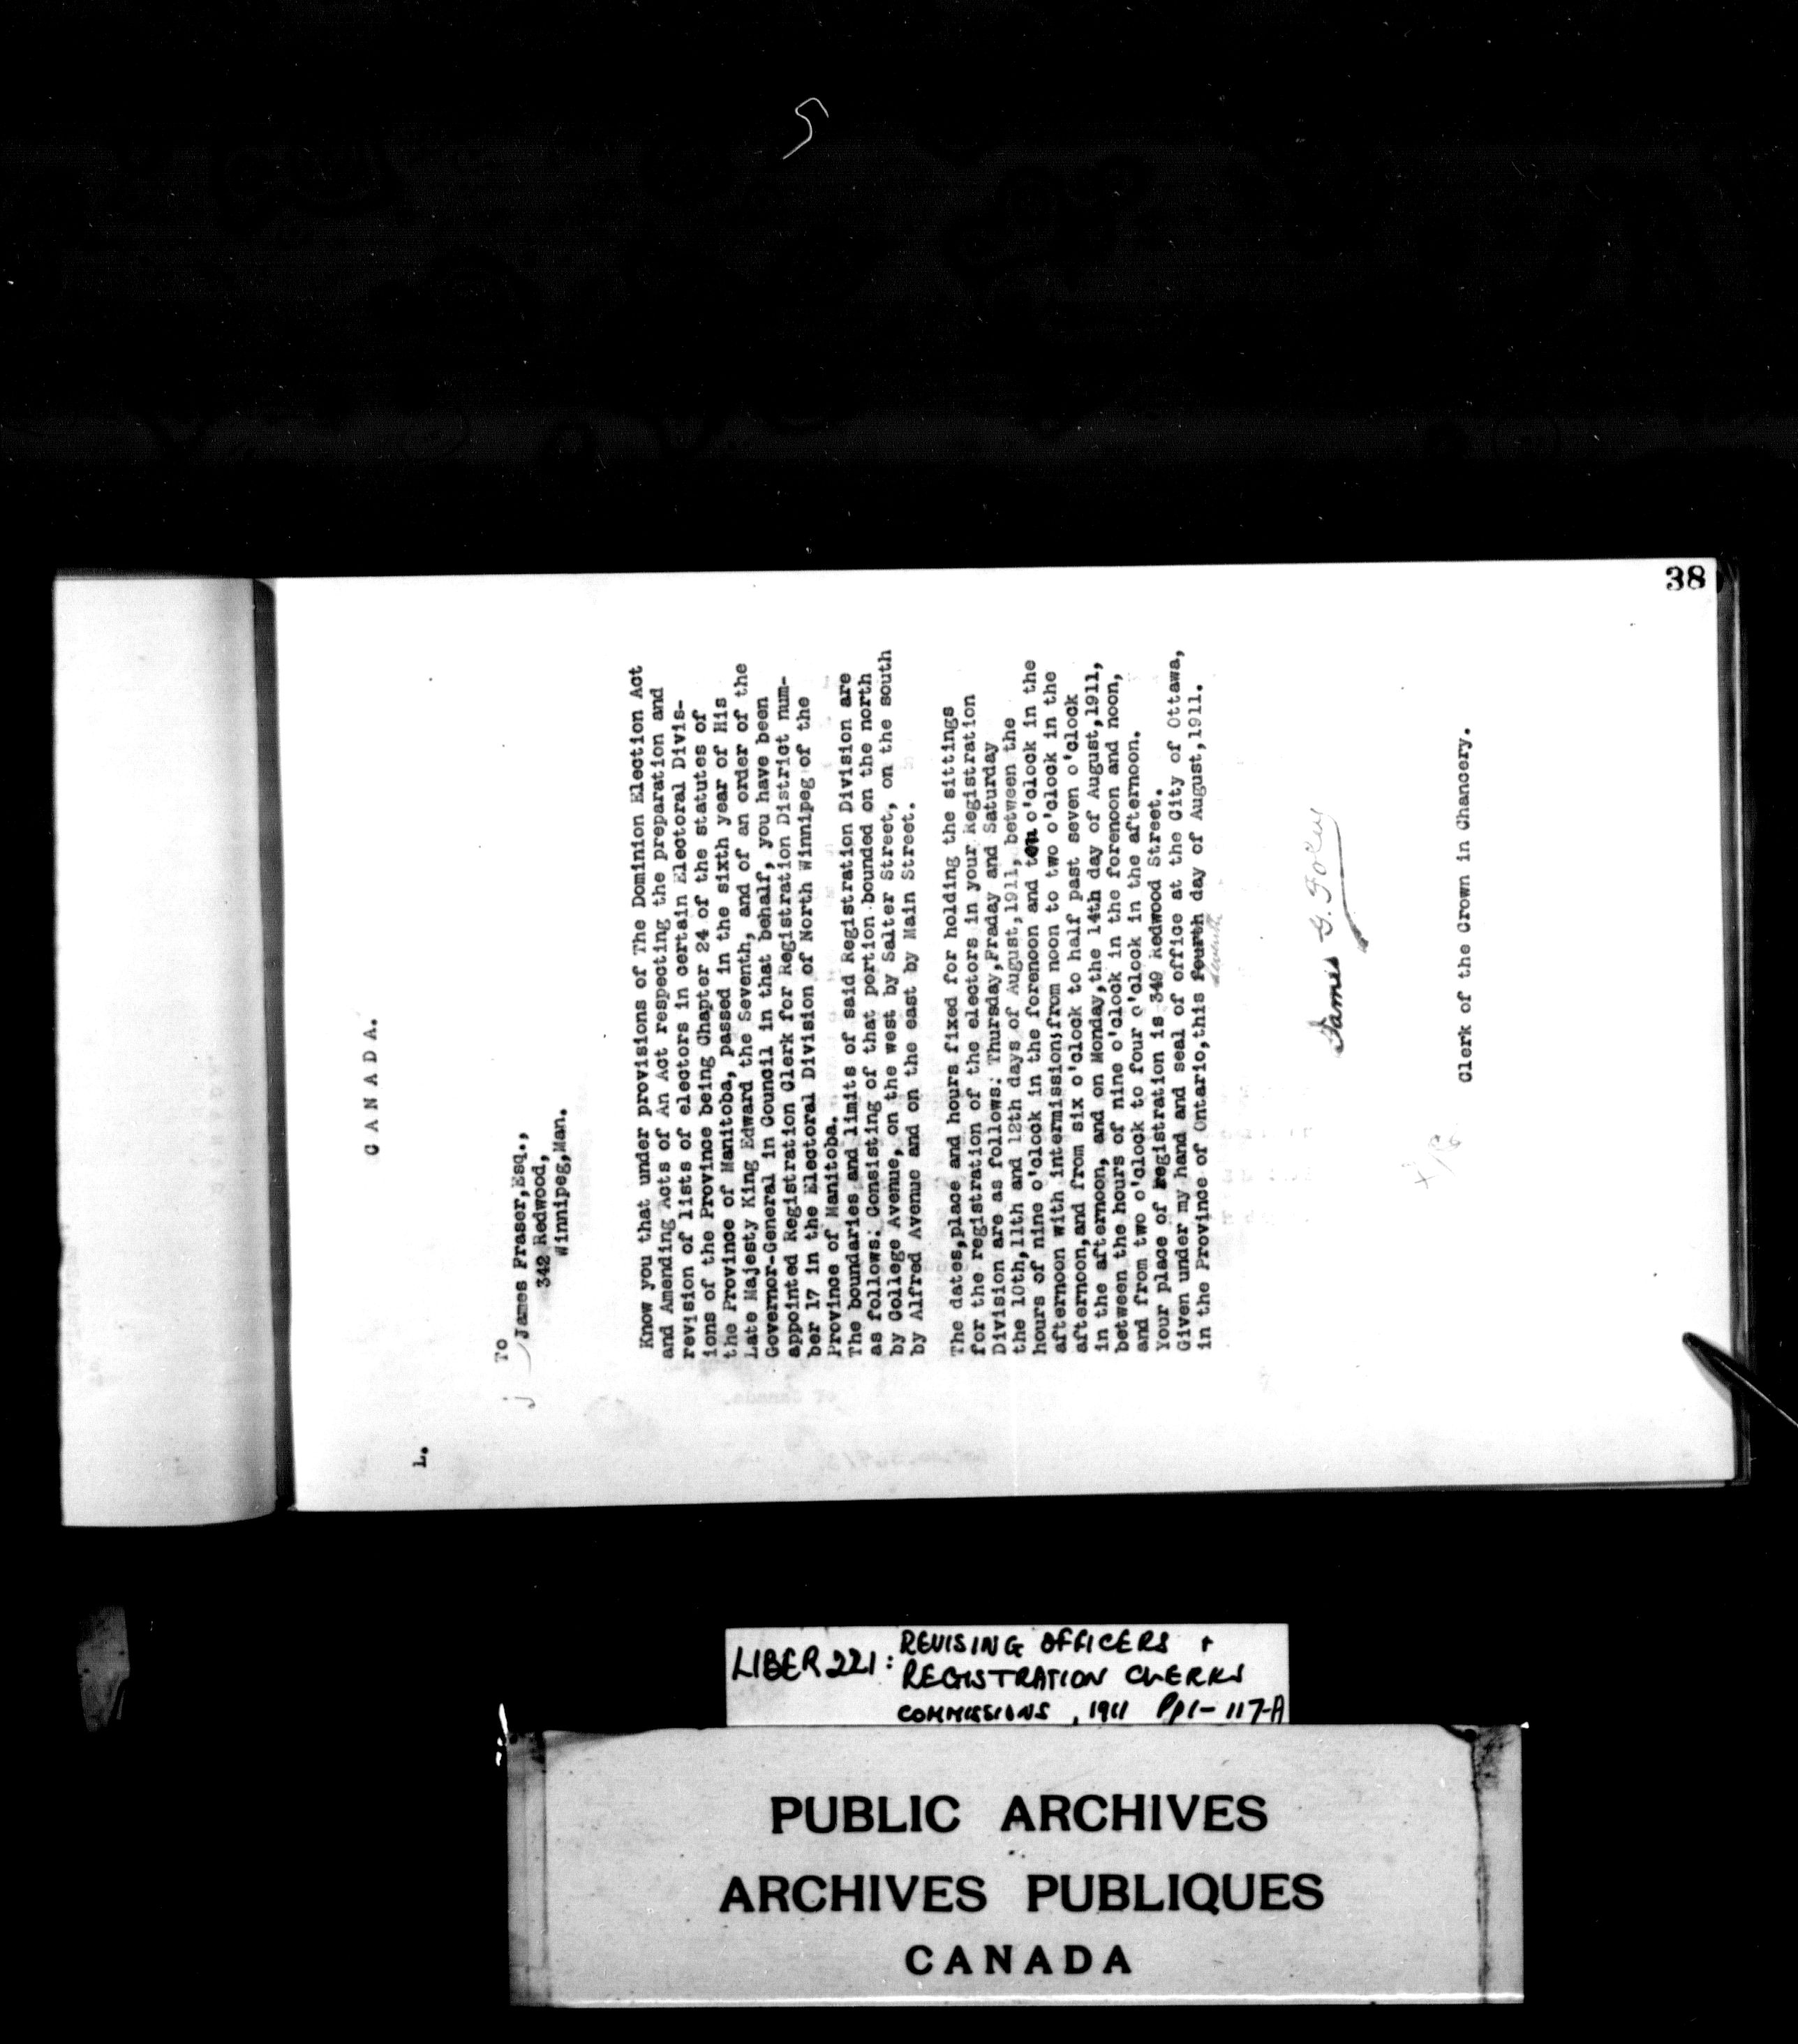 38
C A N A D A.
L.
To
James Fraser,Esq.,
342 Redwood,
Winnipeg,Man.
Know you that under provisions of The Dominion Election Act
and Amending Acts of An Act respecting the preparation and
revision of lists of electors in certain Electoral Divis-
ions of the Province being Chapter 24 of the statutes of
the Province of Manitoba, passed in the sixth year of His
Late Majesty King Edward the Seventh, and of an order of the
Governor-General in Council in that behalf, you have been
appointed Registration Clerk for Registration District num-
ber 17 in the Electoral Division of North Winnipeg of the
Province of Manitoba.
The boundaries and limits of said Registration Division are
as follows: Consisting of that portion bounded on the north
by College Avenue, on the west by Salter Street, on the south
by Alfred Avenue and on the east by Main Street.
The dates,place and hours fixed for holding the sittings
for the registration of the electors in your Registration
Division are as follows: Thursday,Fraday and Saturday
the 10th,11th and 12th days of August,1911, between the
hours of nine o'clock in the forenoon and ten o'clock in the
afternoon with intermission;from noon to two o'clock in the
afternoon,and from six o'clock to half past seven o'clock
in the afternoon, and on Monday,the 14th day of August,1911,
between the hours of nine o'clock in the forenoon and noon,
and from two o'clock to four o'clock in the afternoon.
Your place of Registration is 349 Redwood Street.
Given under my hand and seal of office at the City of Ottawa,
in the Province of Ontario,this fourth day of August,1911.
seventh
James G. Foley
Clerk of the Crown in Chancery.
LIBER 221: REVISING OFFICERS +
REGISTRATION CLERKS
COMMISSIONS, 1911 Pp1-117-A
PUBLIC ARCHIVES
ARCHIVES PUBLIQUES
CANADA